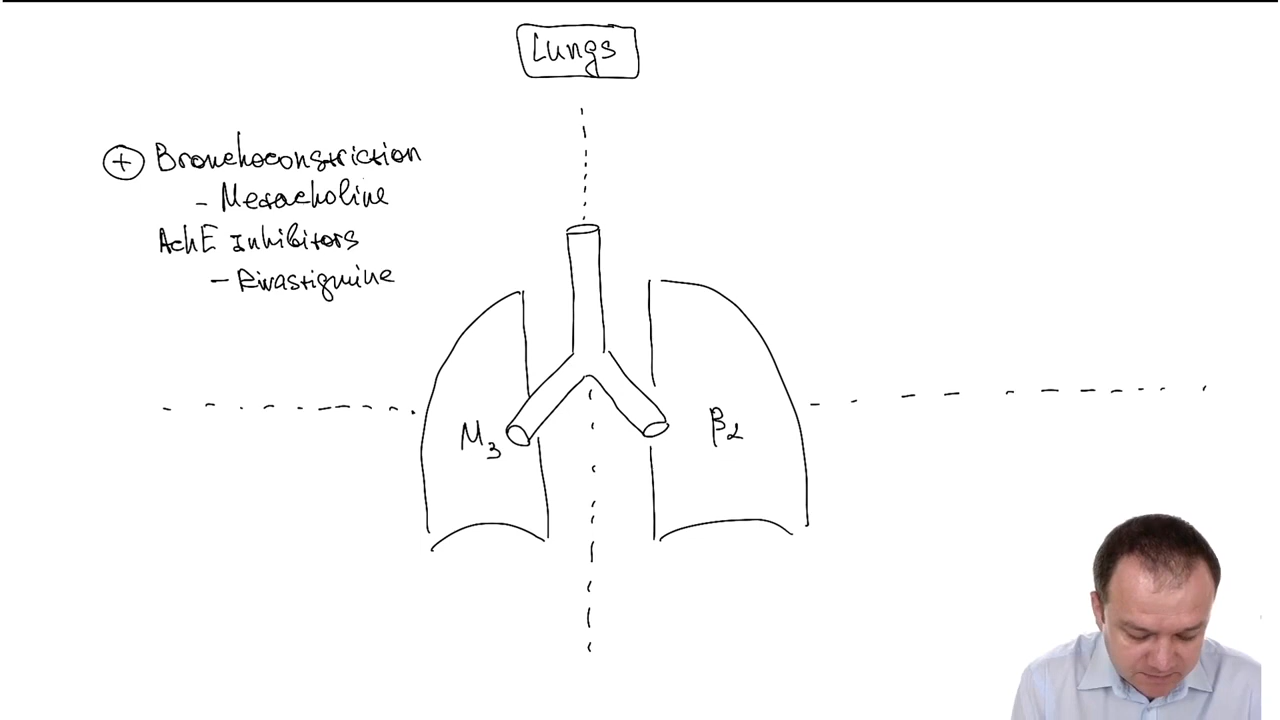 Lungs
+ Bronchoconstriction
- Metacholine
AchE Inhibitors
- Rivastigmine
M3
β2